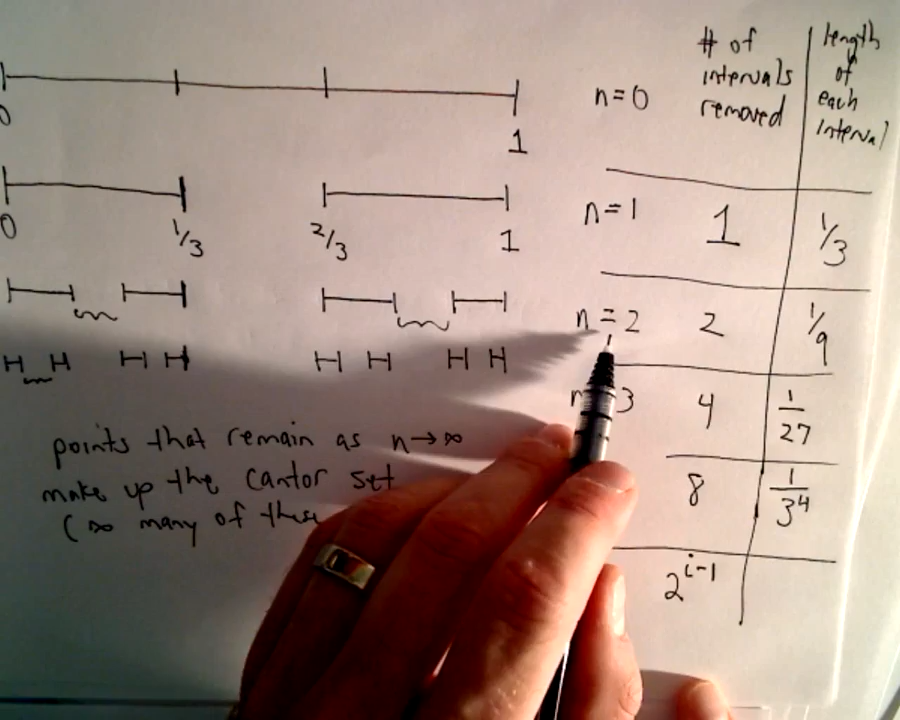 # of intervals removed
length of each interval
n=0
0 1
n=1 1 1/3
0 1/3 2/3 1
n=2 2 1/9
3 4 1/27
8 1/3⁴
2^{i-1}
points that remain as n→∞
make up the Cantor set
(∞ many of these